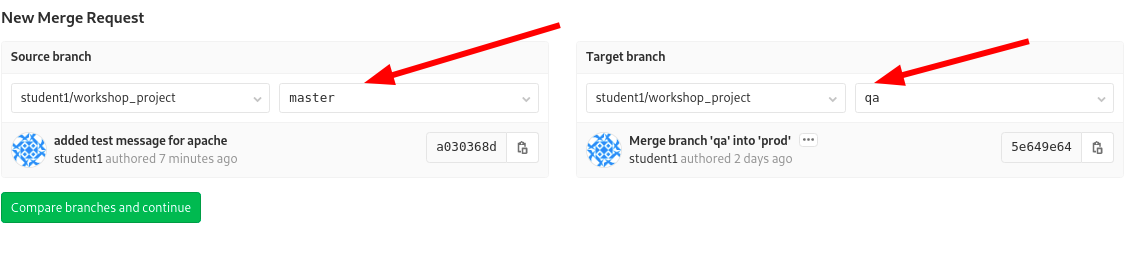 New Merge Request
Source branch
student1/workshop_project
master
added test message for apache
student1 authored 7 minutes ago
a030368d
Target branch
student1/workshop_project
qa
Merge branch 'qa' into 'prod'
student1 authored 2 days ago
5e649e64
Compare branches and continue